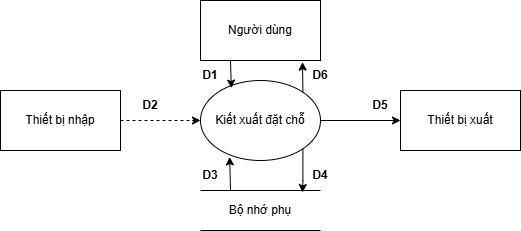 Người dùng
D1
D6
Thiết bị nhập
D2
Kiết xuất đặt chỗ
D5
Thiết bị xuất
D3
D4
Bộ nhớ phụ